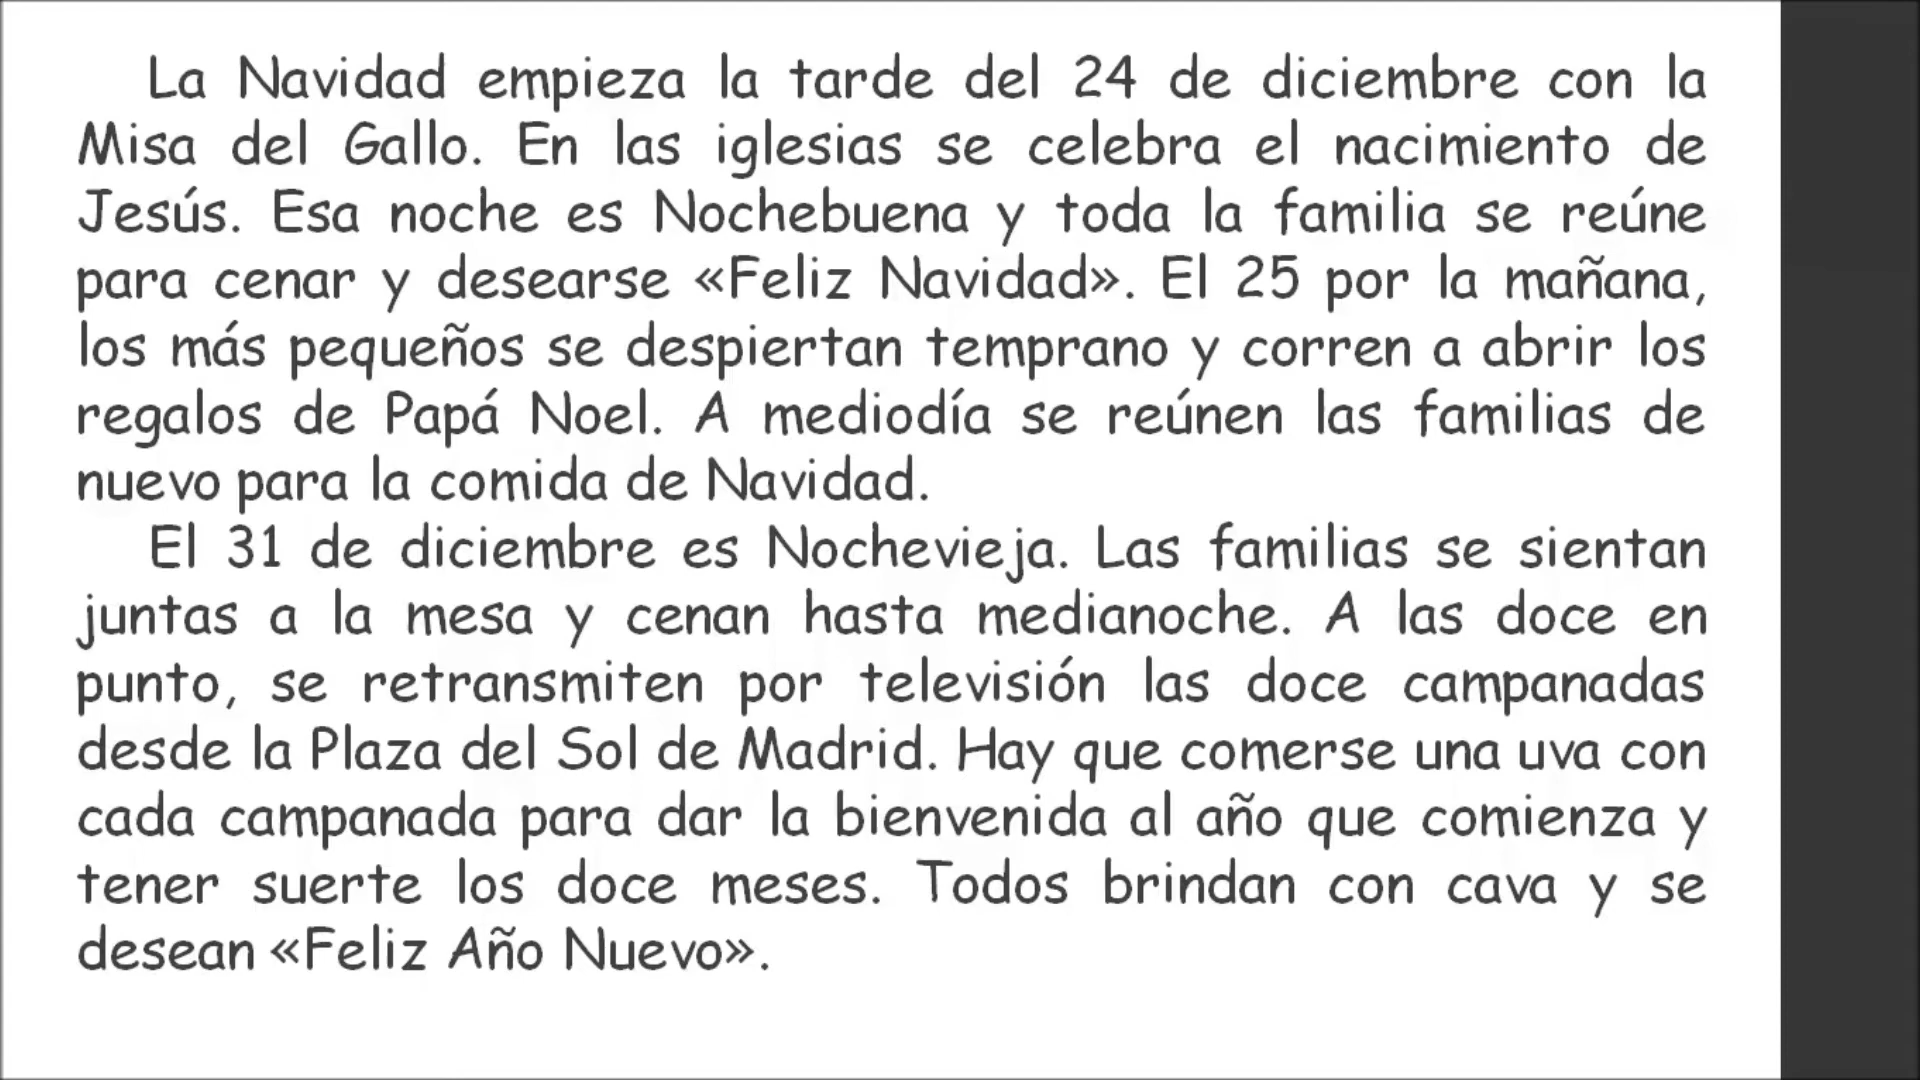 La Navidad empieza la tarde del 24 de diciembre con la
Misa del Gallo. En las iglesias se celebra el nacimiento de
Jesús. Esa noche es Nochebuena y toda la familia se reúne
para cenar y desearse «Feliz Navidad». El 25 por la mañana,
los más pequeños se despiertan temprano y corren a abrir los
regalos de Papá Noel. A mediodía se reúnen las familias de
nuevo para la comida de Navidad.
El 31 de diciembre es Nochevieja. Las familias se sientan
juntas a la mesa y cenan hasta medianoche. A las doce en
punto, se retransmiten por televisión las doce campanadas
desde la Plaza del Sol de Madrid. Hay que comerse una uva con
cada campanada para dar la bienvenida al año que comienza y
tener suerte los doce meses. Todos brindan con cava y se
desean «Feliz Año Nuevo».